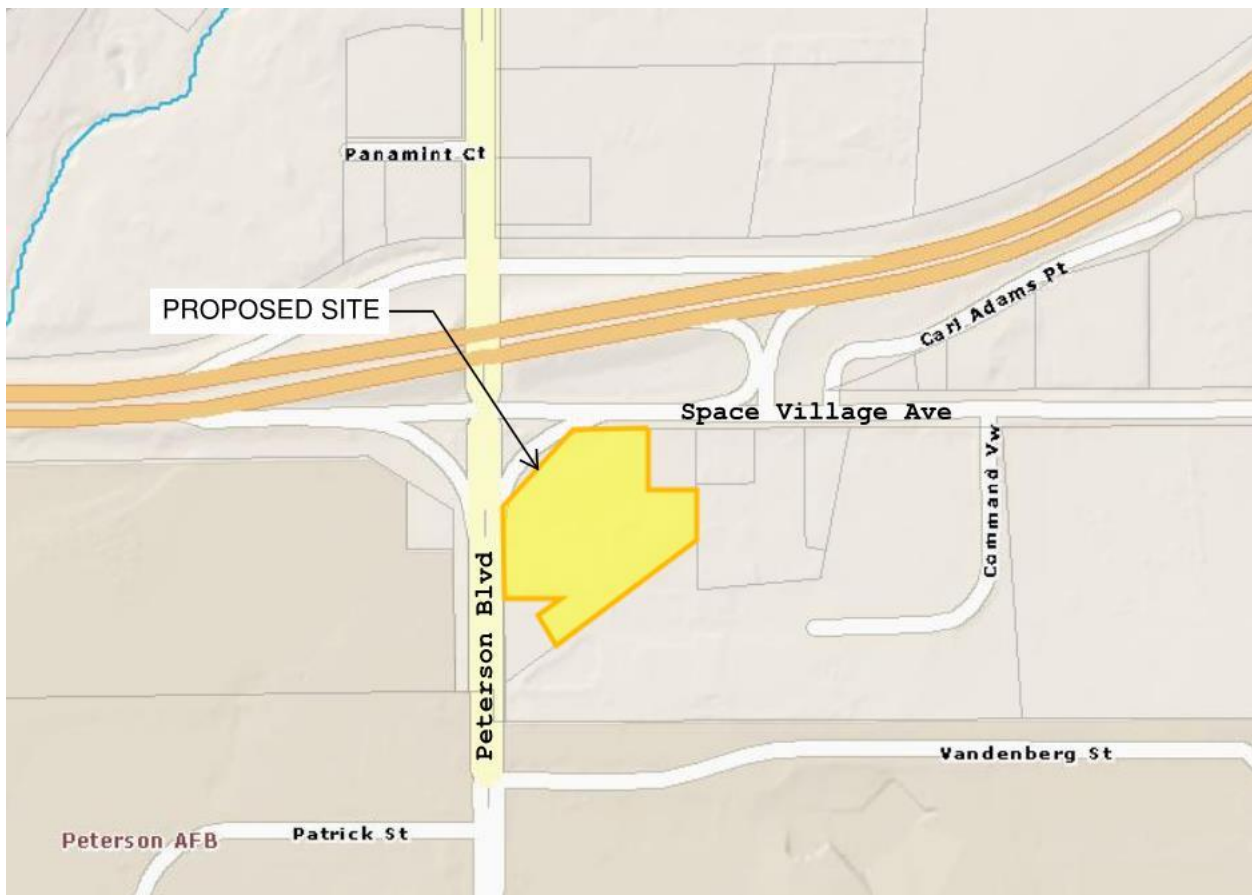 Panamint Ct
PROPOSED SITE
Carl Adams Pt
Space Village Ave
Command Vw
Peterson Blvd
Vandenberg St
Patrick St
Peterson AFB